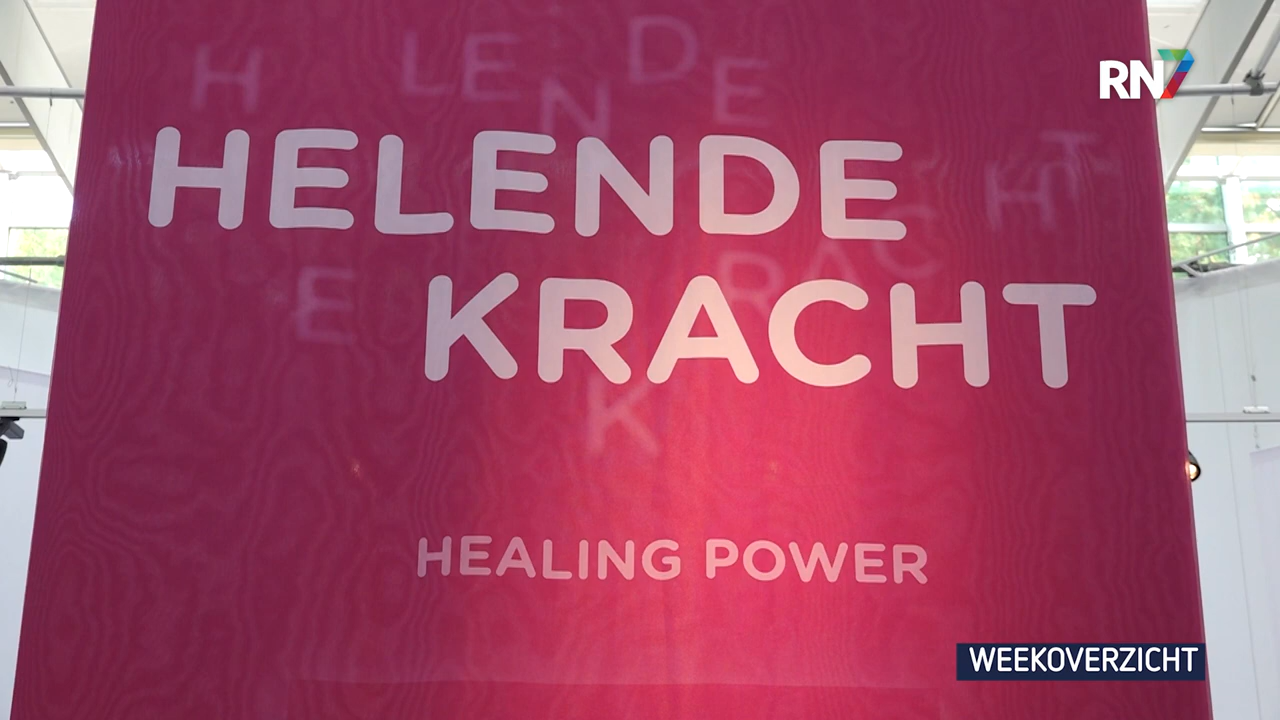 RN7
HELENDE
KRACHT
HEALING POWER
WEEKOVERZICHT